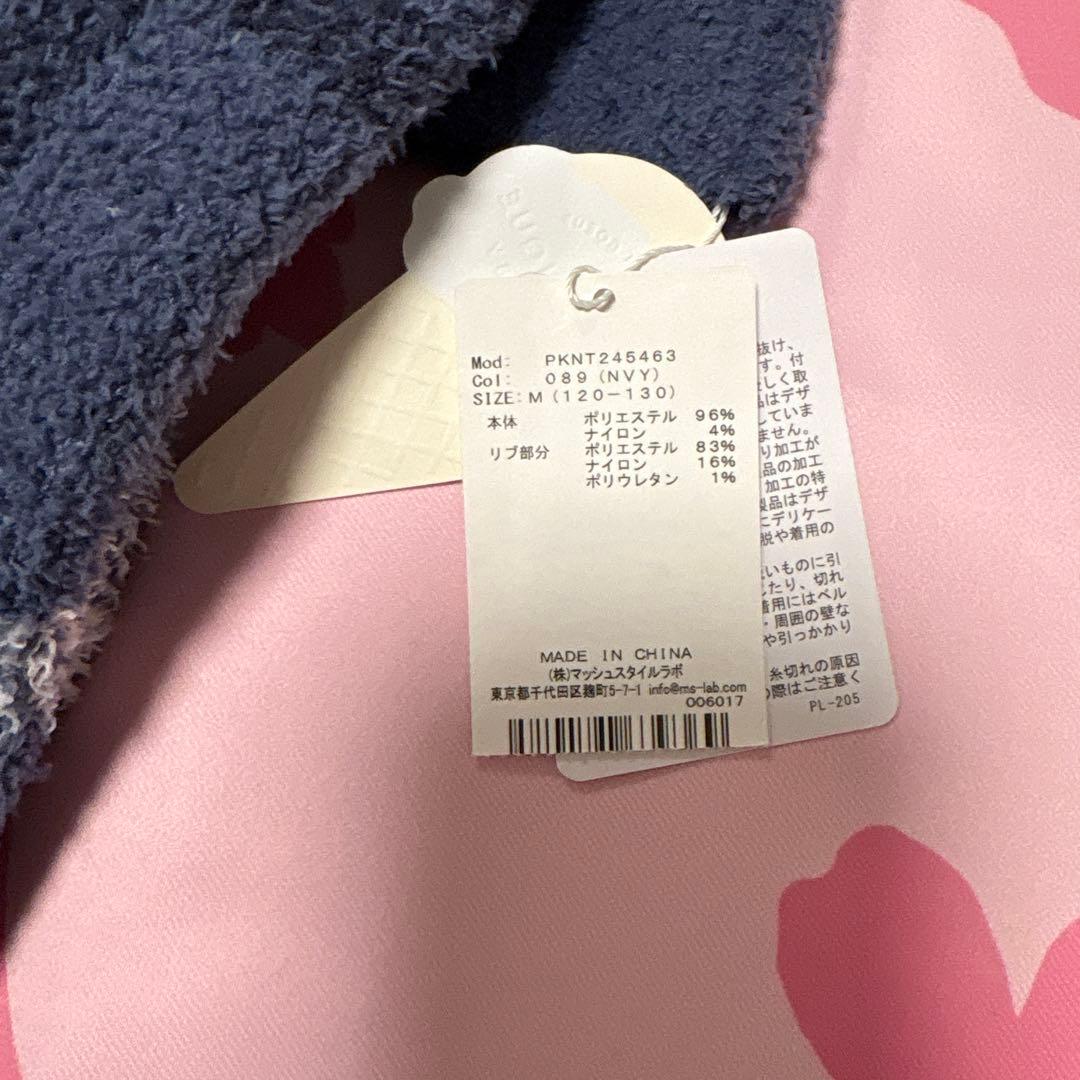 Mod: PKNT245463
Col: 089(NVY)
SIZE:M(120-130)
本体 ポリエステル 96%
ナイロン 4%
リブ部分 ポリエステル 83%
ナイロン 16%
ポリウレタン 1%
MADE IN CHINA
(株)マッシュスタイルラボ
東京都千代田区麹町5-7-1 info@ms-lab.com
006017
抜け、
す。付
しく取
品はデザ
していま
ません。
り加工が
品の加工
加工の特
製品はデザ
にデリケー
脱や着用の
いものに引
したり、切れ
着用にはベル
・周囲の壁な
や引っかかり
糸切れの原因
の際はご注意く
PL-205